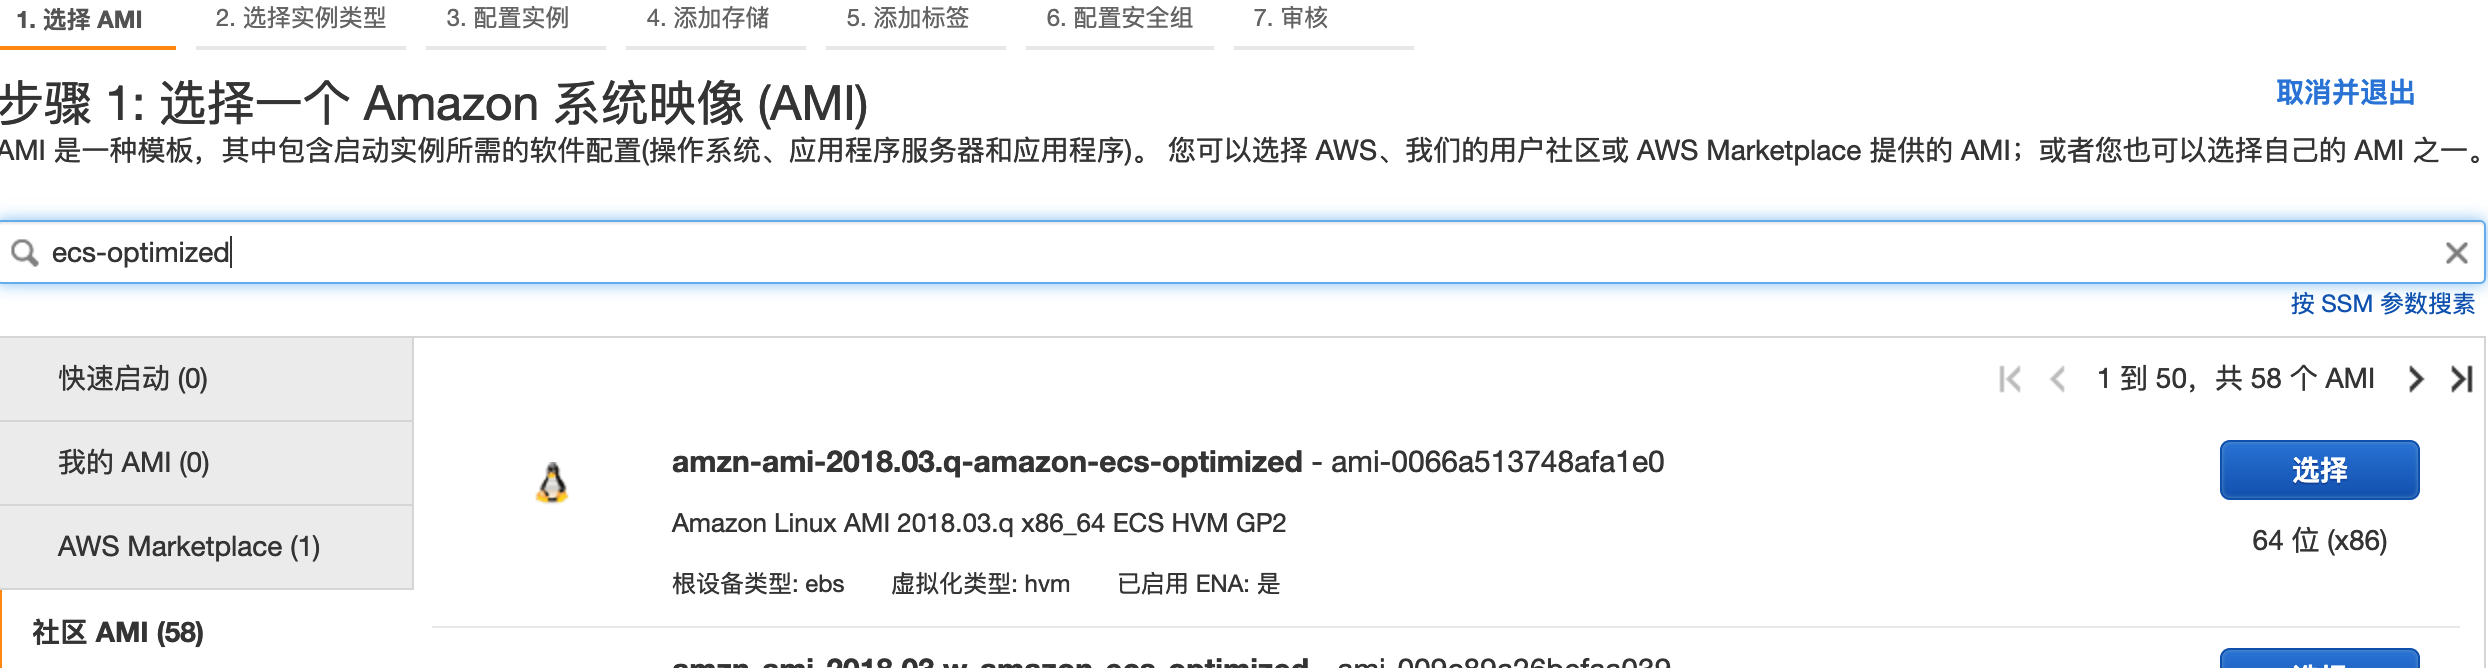 1. 选择 AMI
2. 选择实例类型
3. 配置实例
4. 添加存储
5. 添加标签
6. 配置安全组
7. 审核
步骤 1: 选择一个 Amazon 系统映像 (AMI)
取消并退出
AMI 是一种模板，其中包含启动实例所需的软件配置(操作系统、应用程序服务器和应用程序)。 您可以选择 AWS、我们的用户社区或 AWS Marketplace 提供的 AMI；或者您也可以选择自己的 AMI 之一。
ecs-optimized
按 SSM 参数搜素
快速启动 (0)
我的 AMI (0)
AWS Marketplace (1)
社区 AMI (58)
1 到 50，共 58 个 AMI
amzn-ami-2018.03.q-amazon-ecs-optimized - ami-0066a513748afa1e0
选择
Amazon Linux AMI 2018.03.q x86_64 ECS HVM GP2
64 位 (x86)
根设备类型: ebs 虚拟化类型: hvm 已启用 ENA: 是
amzn-ami-2018.03.w-amazon-ecs-optimized
选择